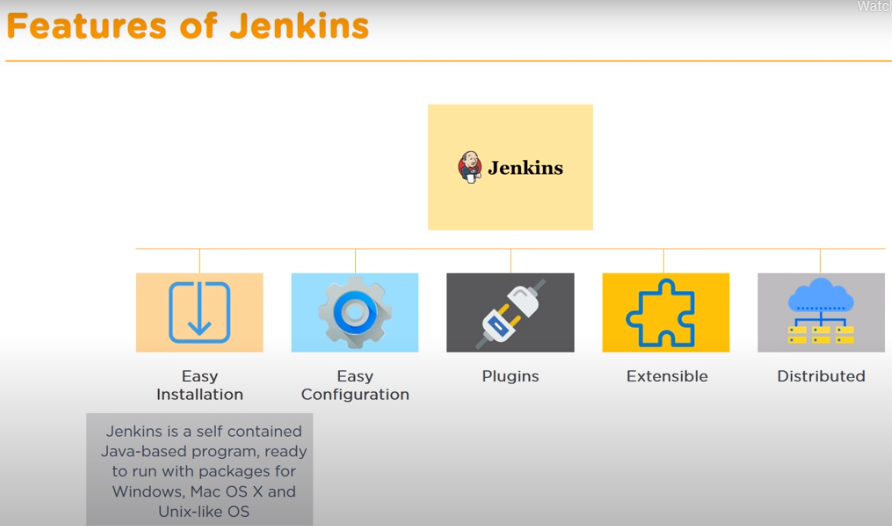 Watc
Features of Jenkins
Jenkins
Easy
Installation
Easy
Configuration
Plugins
Extensible
Distributed
Jenkins is a self contained
Java-based program, ready
to run with packages for
Windows, Mac OS X and
Unix-like OS